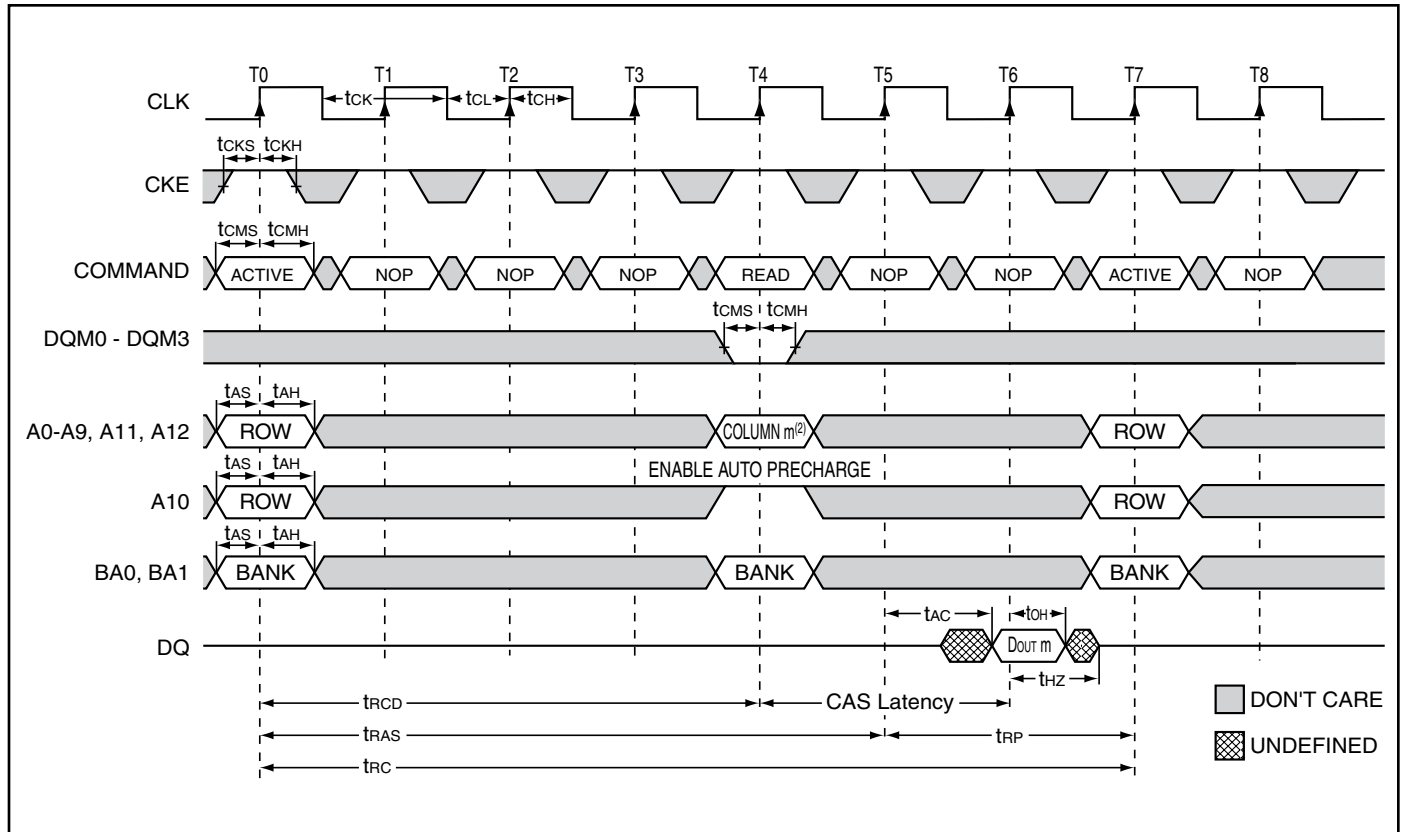 T0 T1 T2 T3 T4 T5 T6 T7 T8
CLK tCK tCL tCH
tCKS tCKH
CKE
tCMS tCMH
COMMAND ACTIVE NOP NOP NOP READ NOP NOP ACTIVE NOP
tCMS tCMH
DQM0 - DQM3
tAS tAH
A0-A9, A11, A12 ROW COLUMN m(2) ROW
tAS tAH ENABLE AUTO PRECHARGE
A10 ROW ROW
tAS tAH
BA0, BA1 BANK BANK BANK
tAC tOH
DQ DOUT m
tHZ
tRCD CAS Latency DON'T CARE
tRAS tRP UNDEFINED
tRC